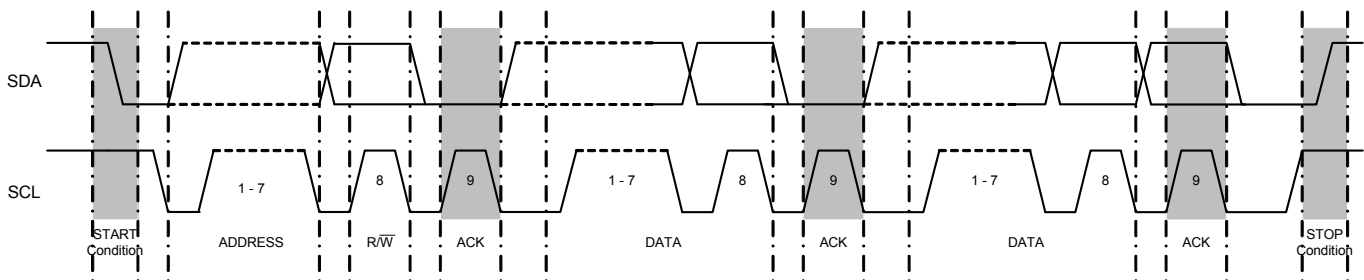 SDA
SCL
1 - 7
8
9
1 - 7
8
9
1 - 7
8
9
START
Condition
ADDRESS
R/W̅
ACK
DATA
ACK
DATA
ACK
STOP
Condition